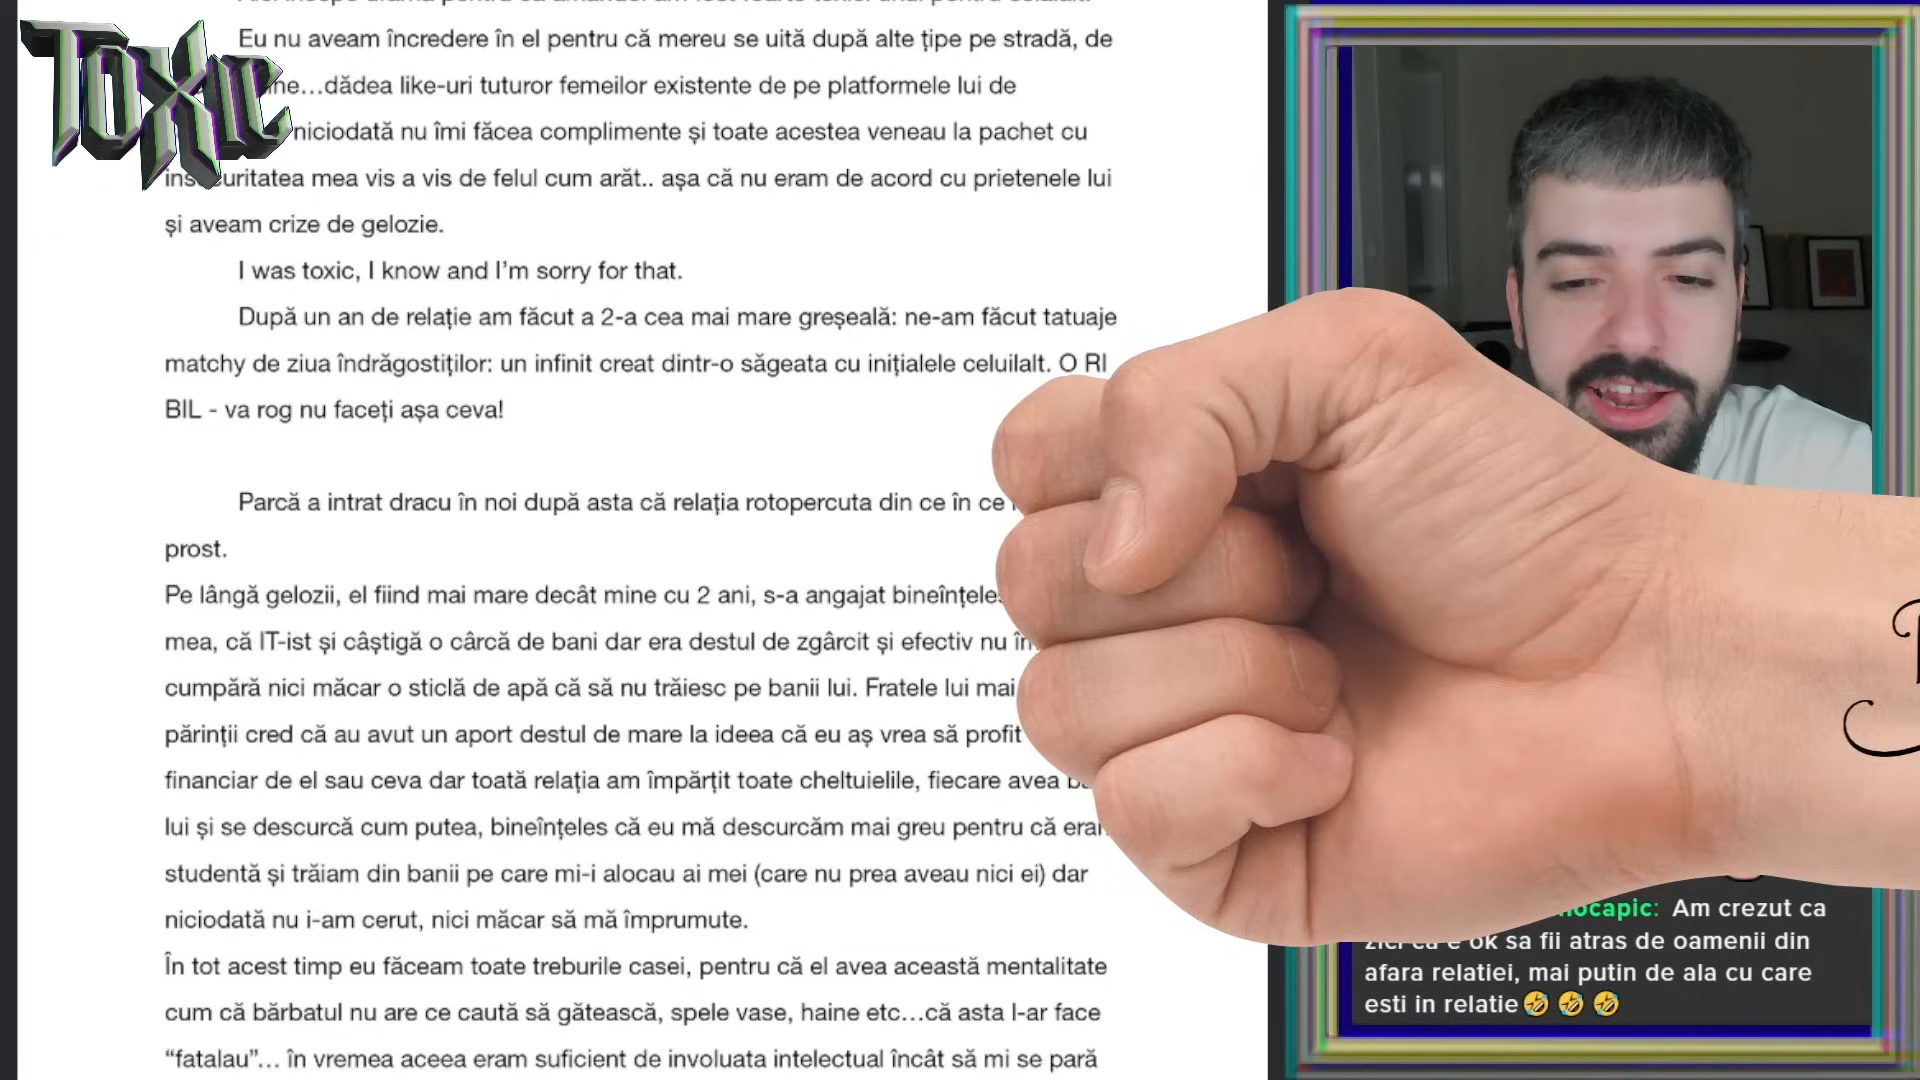 TOXIC
Eu nu aveam încredere în el pentru că mereu se uită după alte țipe pe stradă, de
ne…dădea like-uri tuturor femeilor existente de pe platformele lui de
niciodată nu îmi făcea complimente și toate acestea veneau la pachet cu
insecuritatea mea vis a vis de felul cum arăt.. așa că nu eram de acord cu prietenele lui
și aveam crize de gelozie.
I was toxic, I know and I’m sorry for that.
După un an de relație am făcut a 2-a cea mai mare greșeală: ne-am făcut tatuaje
matchy de ziua îndrăgostiților: un infinit creat dintr-o săgeata cu inițialele celuilalt. O RI
BIL - va rog nu faceți așa ceva!
Parcă a intrat dracu în noi după asta că relația rotopercuta din ce în ce
prost.
Pe lângă gelozii, el fiind mai mare decât mine cu 2 ani, s-a angajat
mea, că IT-ist și câștigă o cârcă de bani dar era destul de zgârcit și efectiv nu
cumpără nici măcar o sticlă de apă că să nu trăiesc pe banii lui. Fratele lui mai
părinții cred că au avut un aport destul de mare la ideea că eu aș vrea să profit
financiar de el sau ceva dar toată relația am împărțit toate cheltuielile, fiecare avea
lui și se descurcă cum putea, bineînțeles că eu mă descurcăm mai greu pentru că
studentă și trăiam din banii pe care mi-i alocau ai mei (care nu prea aveau nici ei) dar
niciodată nu i-am cerut, nici măcar să mă împrumute.
În tot acest timp eu făceam toate treburile casei, pentru că el avea această mentalitate
cum că bărbatul nu are ce caută să gătească, spele vase, haine etc…că asta l-ar face
“fatalau”… în vremea aceea eram suficient de involuata intelectual încât să mi se pară
ocapic: Am crezut ca
zici ca e ok sa fii atras de oamenii din
afara relatiei, mai putin de ala cu care
esti in relatie🤣 🤣 🤣